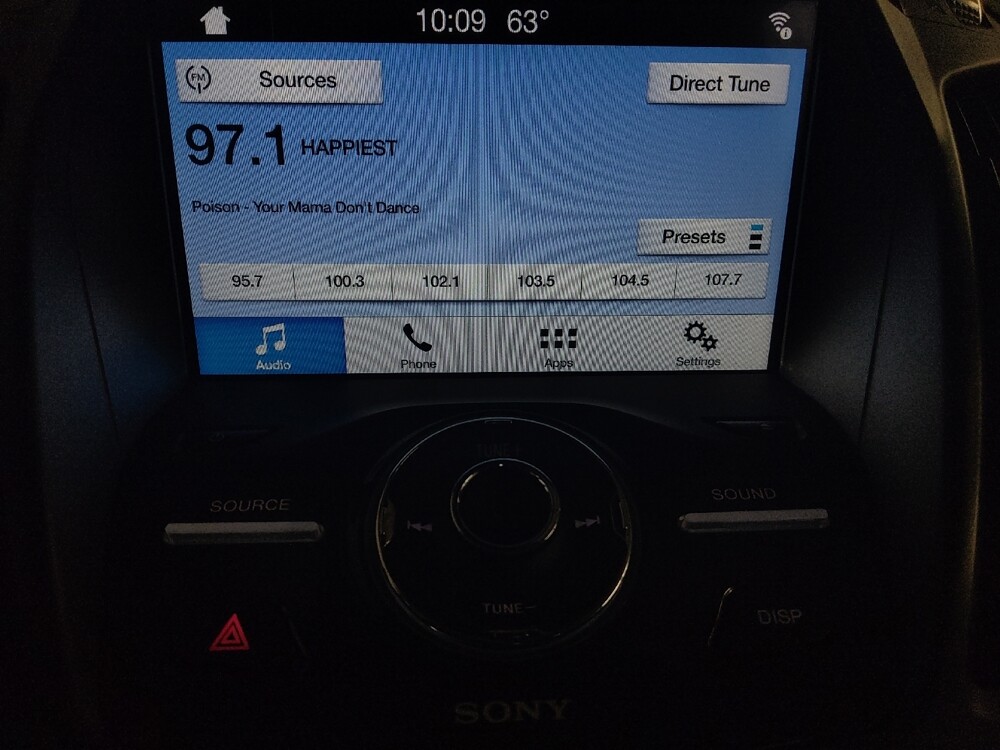 10:09 63°
FM Sources
Direct Tune
97.1 HAPPIEST
Poison - Your Mama Don't Dance
Presets
95.7 100.3 102.1 103.5 104.5 107.7
Audio Phone Apps Settings
TUNE+
SOURCE
SOUND
TUNE–
DISP
SONY